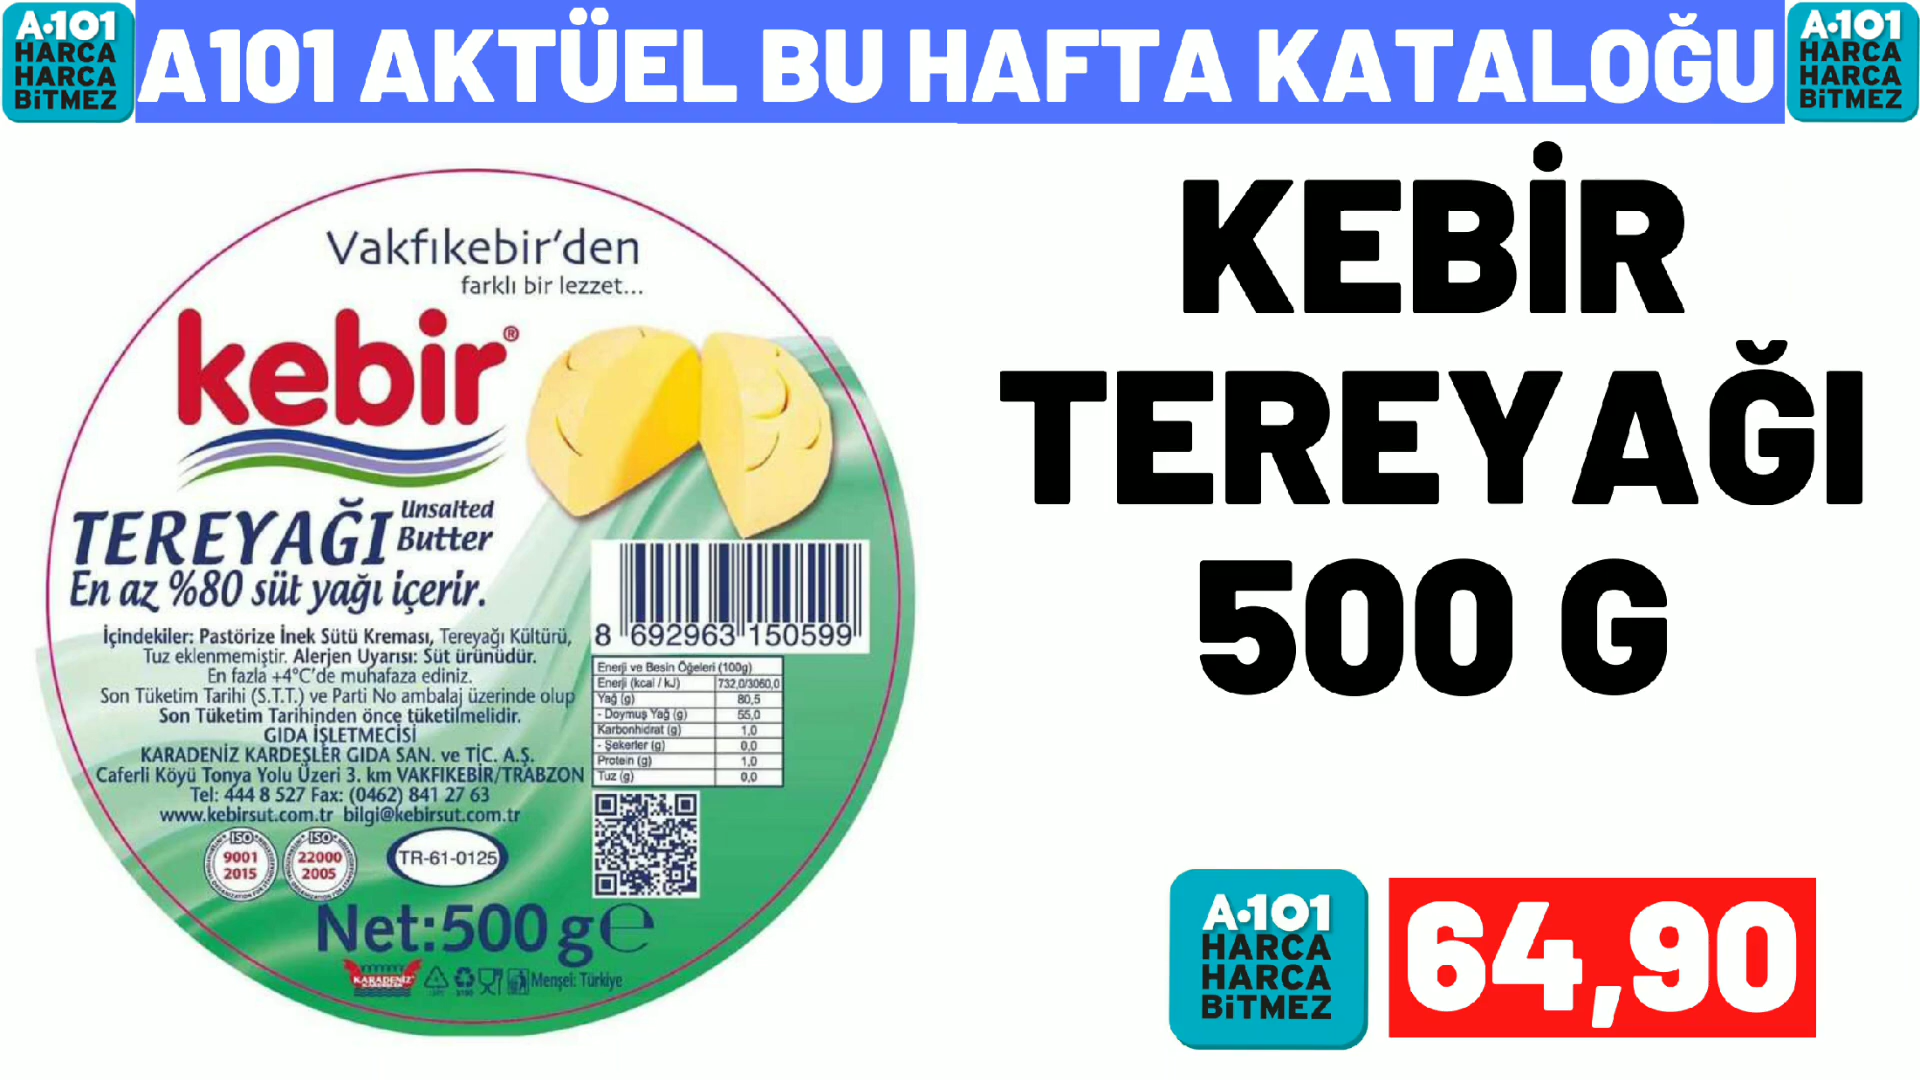 A101
HARCA
HARCA
BiTMEZ
A101 AKTÜEL BU HAFTA KATALOĞU
A101
HARCA
HARCA
BiTMEZ
Vakfıkebir'den
farklı bir lezzet...
kebir®
TEREYAĞI Unsalted Butter
En az %80 süt yağı içerir.
İçindekiler: Pastörize İnek Sütü Kreması, Tereyağı Kültürü,
Tuz eklenmemiştir. Alerjen Uyarısı: Süt ürünüdür.
En fazla +4°C'de muhafaza ediniz.
Son Tüketim Tarihi (S.T.T.) ve Parti No ambalaj üzerinde olup
Son Tüketim Tarihinden önce tüketilmelidir.
GIDA İŞLETMECİSİ
KARADENİZ KARDEŞLER GIDA SAN. ve TİC. A.Ş.
Caferli Köyü Tonya Yolu Üzeri 3. km VAKFIKEBİR/TRABZON
Tel: 444 8 527 Fax: (0462) 841 27 63
www.kebirsut.com.tr bilgi@kebirsut.com.tr
8 692963 150599
Enerji ve Besin Öğeleri (100g)
Enerji (kcal / kJ) 732,0/3060,0
Yağ (g) 80,5
- Doymuş Yağ (g) 55,0
Karbonhidrat (g) 1,0
- Şekerler (g) 0,0
Protein (g) 1,0
Tuz (g) 0,0
ISO
9001
2015
ISO
22000
2005
TR-61-0125
Net:500 g e
KARADENİZ
Menşei: Türkiye
KEBİR
TEREYAĞI
500 G
A101
HARCA
HARCA
BiTMEZ
64,90